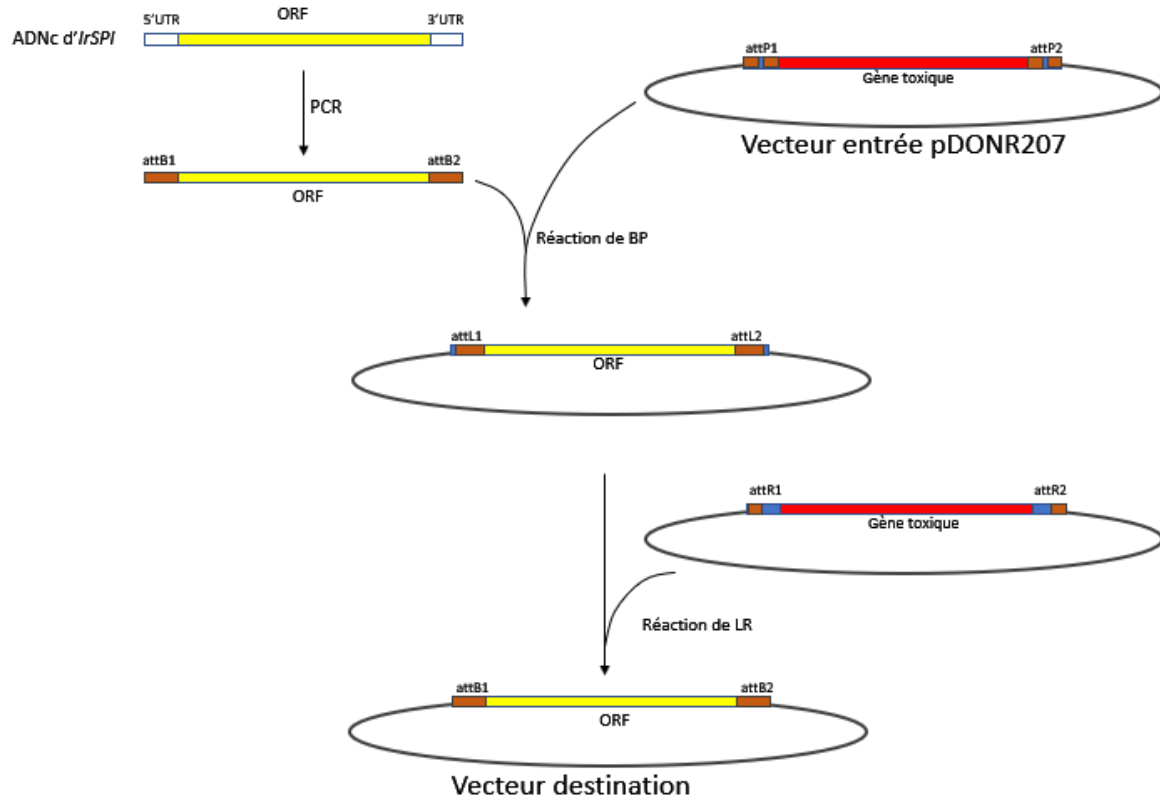 5'UTR
ORF
3'UTR
ADNc d'IrSPI
attP1
attP2
Gène toxique
PCR
Vecteur entrée pDONR207
attB1
attB2
ORF
Réaction de BP
attL1
attL2
ORF
attR1
attR2
Gène toxique
Réaction de LR
attB1
attB2
ORF
Vecteur destination